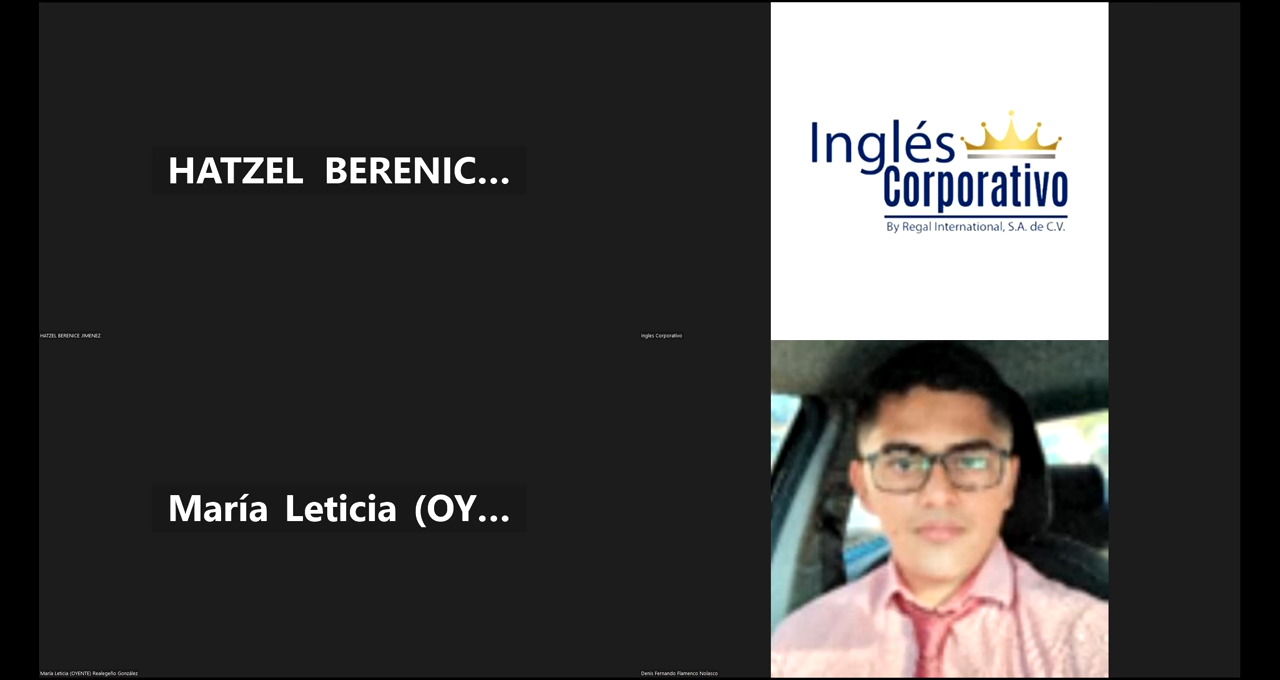 HATZEL BERENIC...
HATZEL BERENICE JIMENEZ
Inglés
Corporativo
By Regal International, S.A. de C.V.
Ingles Corporativo
María Leticia (OY...
María Leticia (OYENTE) Realegeño González
Denis Fernando Flamenco Nolasco